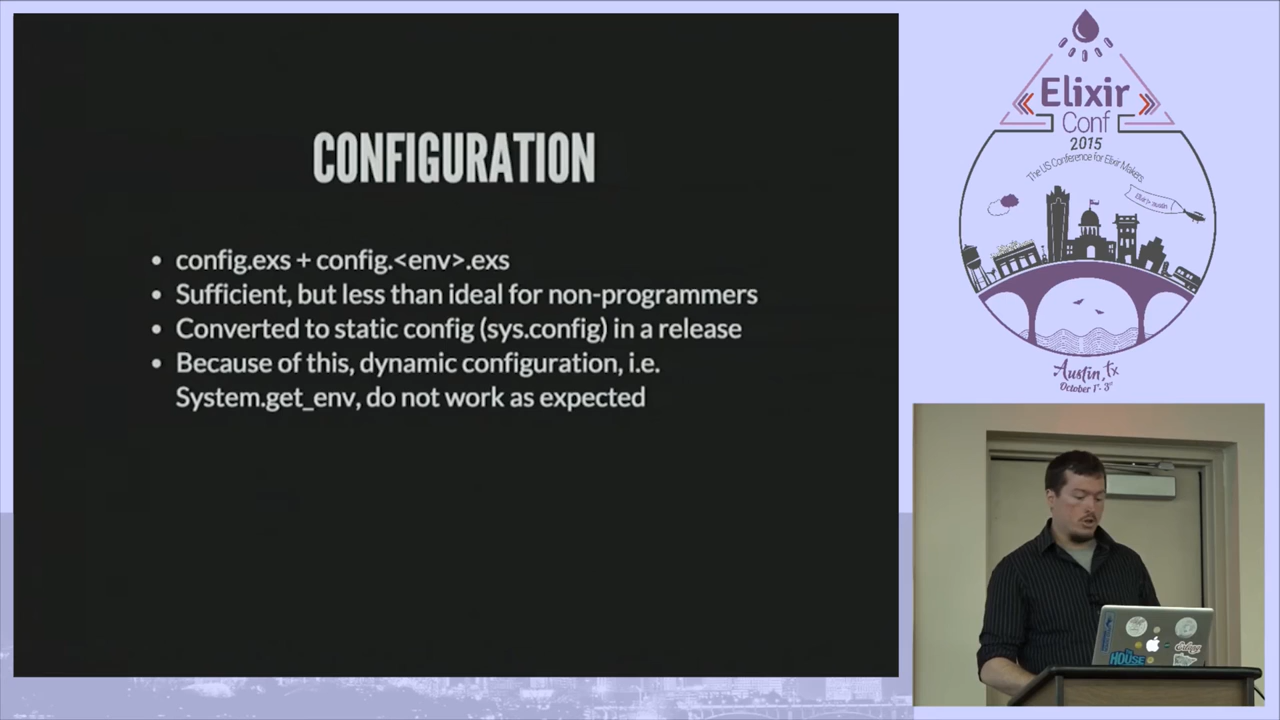 CONFIGURATION
• config.exs + config.<env>.exs
• Sufficient, but less than ideal for non-programmers
• Converted to static config (sys.config) in a release
• Because of this, dynamic configuration, i.e.
System.get_env, do not work as expected
Elixir
Conf
2015
The US Conference for Elixir Makers
Austin, TX
October 1st - 3rd
HOUSE